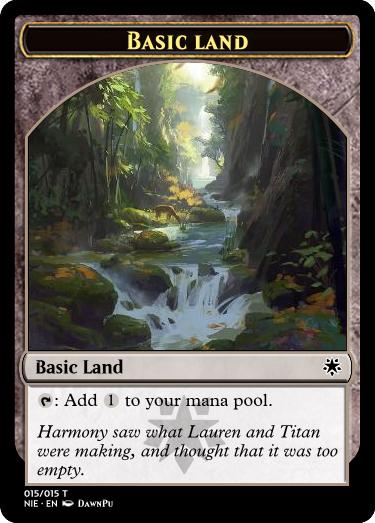 BASIC LAND
Basic Land
: Add 1 to your mana pool.
Harmony saw what Lauren and Titan
were making, and thought that it was too
empty.
015/015 T
NIE • EN DAWNPU